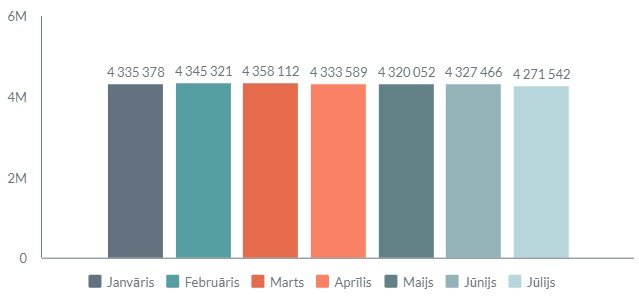 6M
4 335 378
4 345 321
4 358 112
4 333 589
4 320 052
4 327 466
4 271 542
4M
2M
0
Janvāris
Februāris
Marts
Aprīlis
Maijs
Jūnijs
Jūlijs